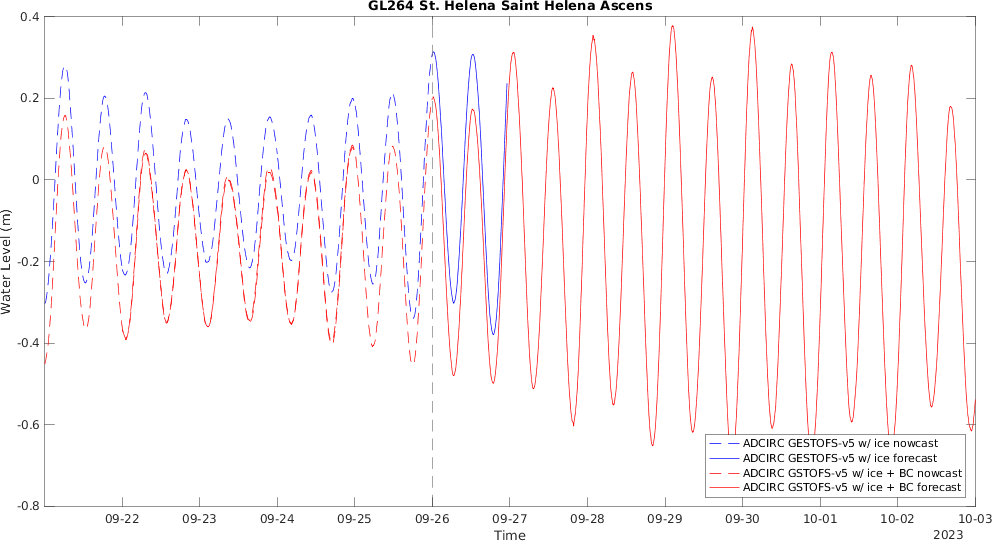 GL264 St. Helena Saint Helena Ascens
Water Level (m)
0.4
0.2
0
-0.2
-0.4
-0.6
-0.8
ADCIRC GESTOFS-v5 w/ ice nowcast
ADCIRC GESTOFS-v5 w/ ice forecast
ADCIRC GSTOFS-v5 w/ ice + BC nowcast
ADCIRC GSTOFS-v5 w/ ice + BC forecast
09-22 09-23 09-24 09-25 09-26 09-27 09-28 09-29 09-30 10-01 10-02 10-03
Time
2023